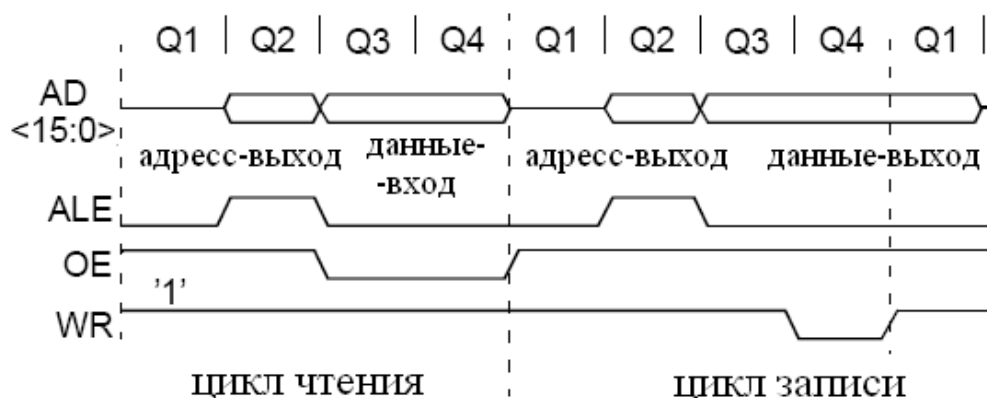 Q1 Q2 Q3 Q4 Q1 Q2 Q3 Q4 Q1
AD
<15:0>
адресс-выход
данные-
-вход
адресс-выход
данные-выход
ALE
OE
'1'
WR
цикл чтения
цикл записи